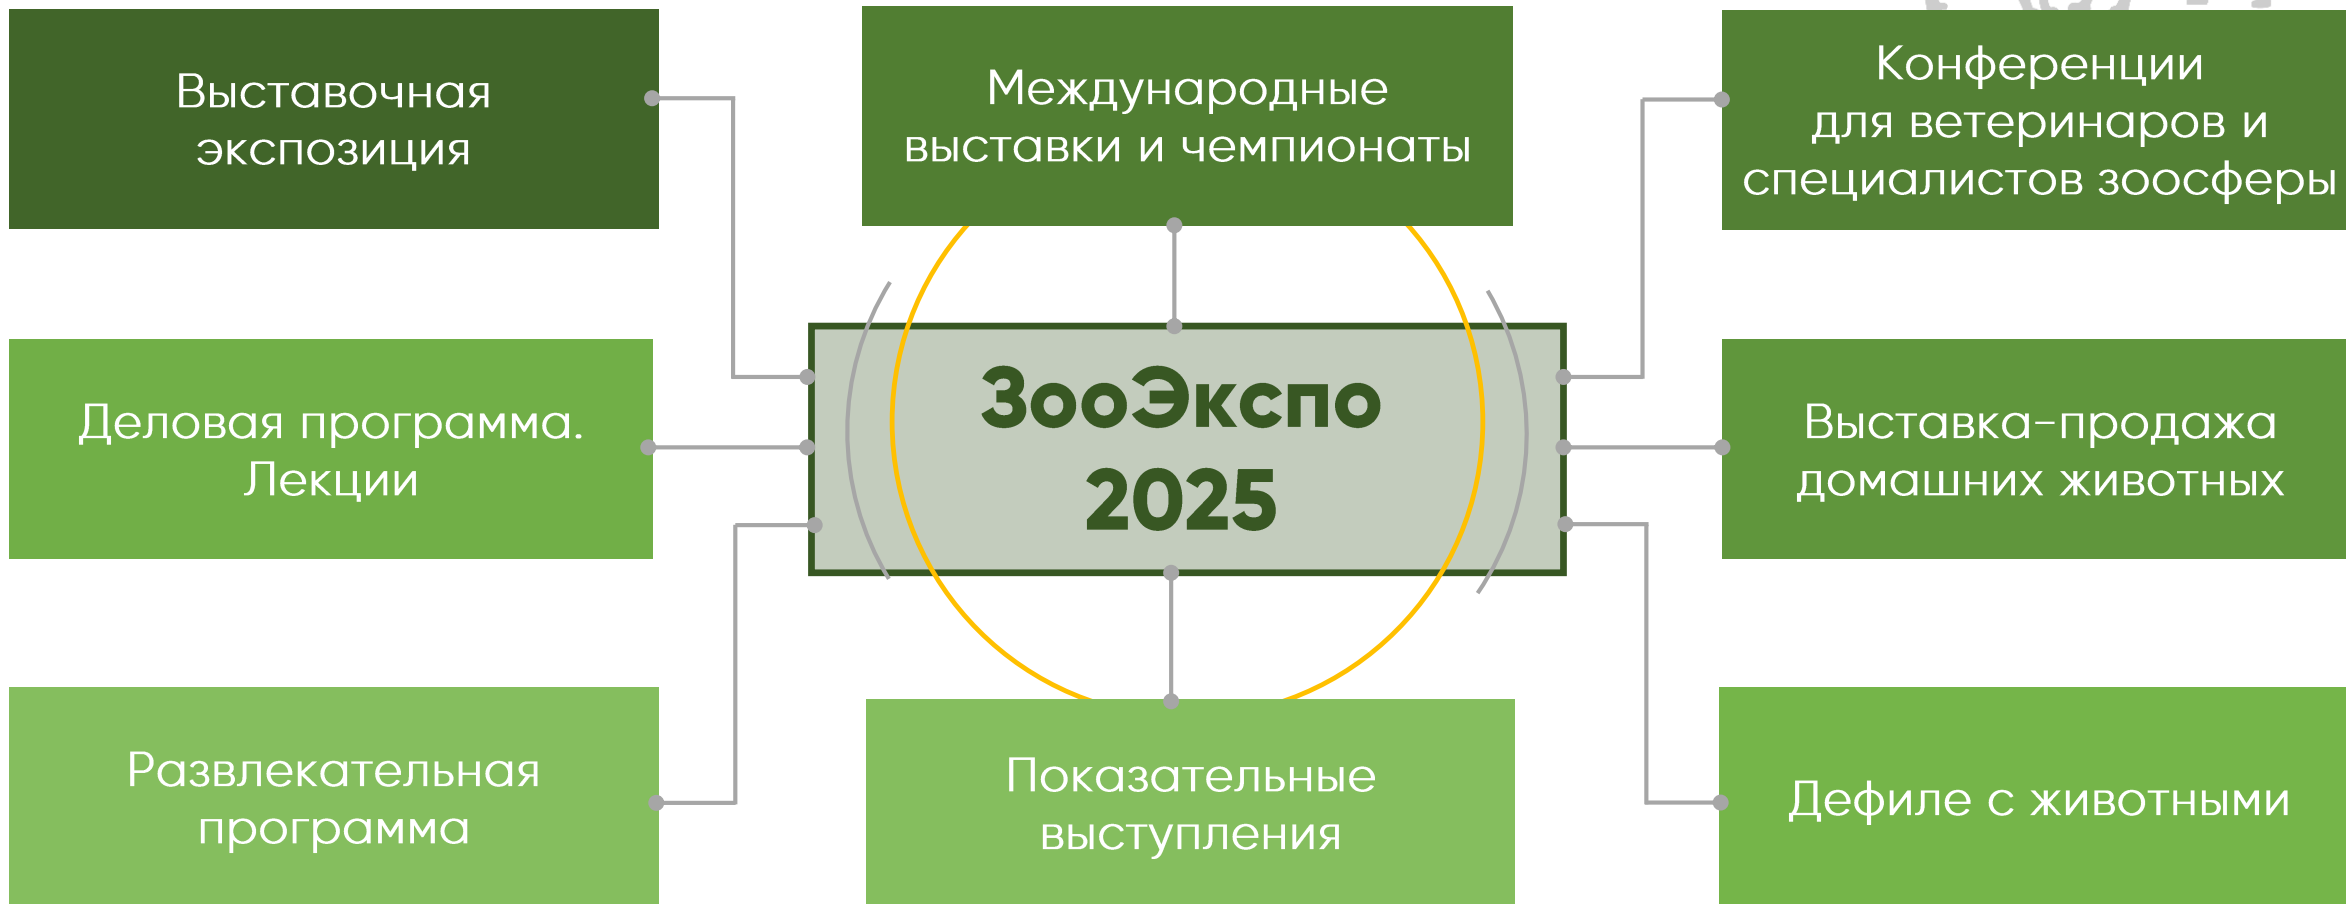 Выставочная
экспозиция
Международные
выставки и чемпионаты
Конференции
для ветеринаров и
специалистов зоосферы
Деловая программа.
Лекции
ЗооЭкспо
2025
Выставка-продажа
домашних животных
Развлекательная
программа
Показательные
выступления
Дефиле с животными